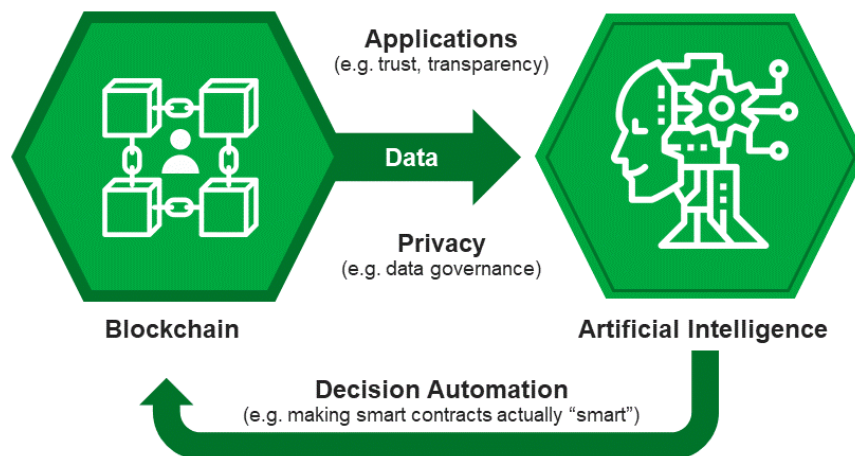 Applications
(e.g. trust, transparency)
Data
Privacy
(e.g. data governance)
Blockchain
Artificial Intelligence
Decision Automation
(e.g. making smart contracts actually “smart”)